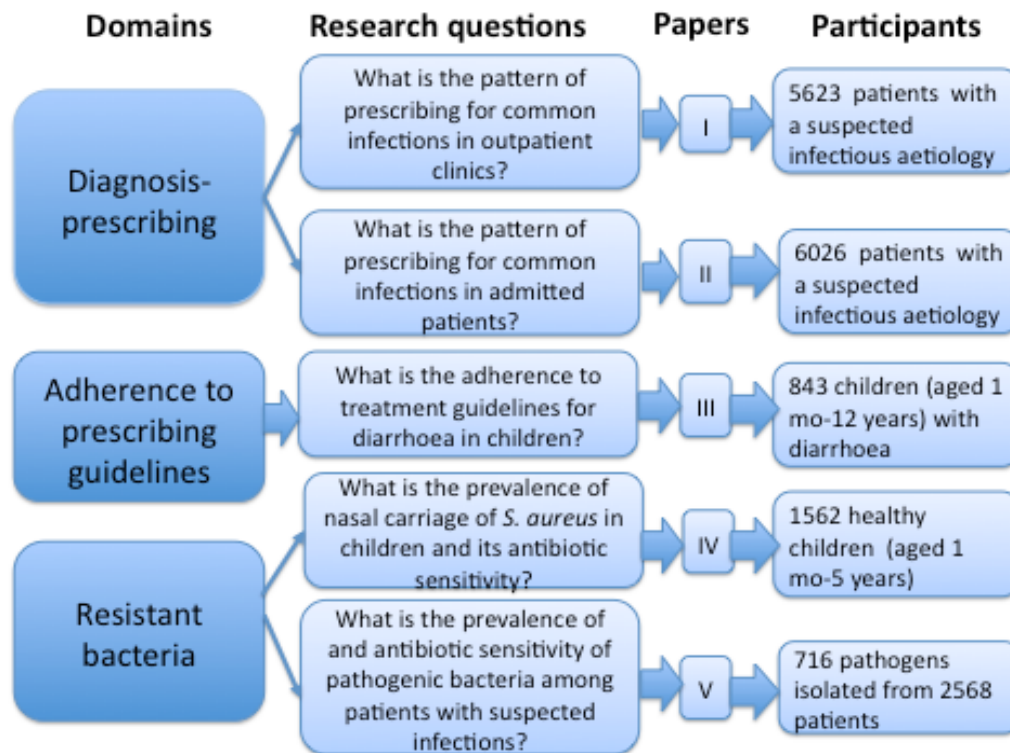 Domains Research questions Papers Participants
Diagnosis-
prescribing
What is the pattern of
prescribing for common
infections in outpatient
clinics?
I
5623 patients with
a suspected
infectious aetiology
What is the pattern of
prescribing for common
infections in admitted
patients?
II
6026 patients with
a suspected
infectious aetiology
Adherence to
prescribing
guidelines
What is the adherence to
treatment guidelines for
diarrhoea in children?
III
843 children (aged 1
mo-12 years) with
diarrhoea
Resistant
bacteria
What is the prevalence of
nasal carriage of S. aureus in
children and its antibiotic
sensitivity?
IV
1562 healthy
children (aged 1
mo-5 years)
What is the prevalence of
and antibiotic sensitivity of
pathogenic bacteria among
patients with suspected
infections?
V
716 pathogens
isolated from 2568
patients